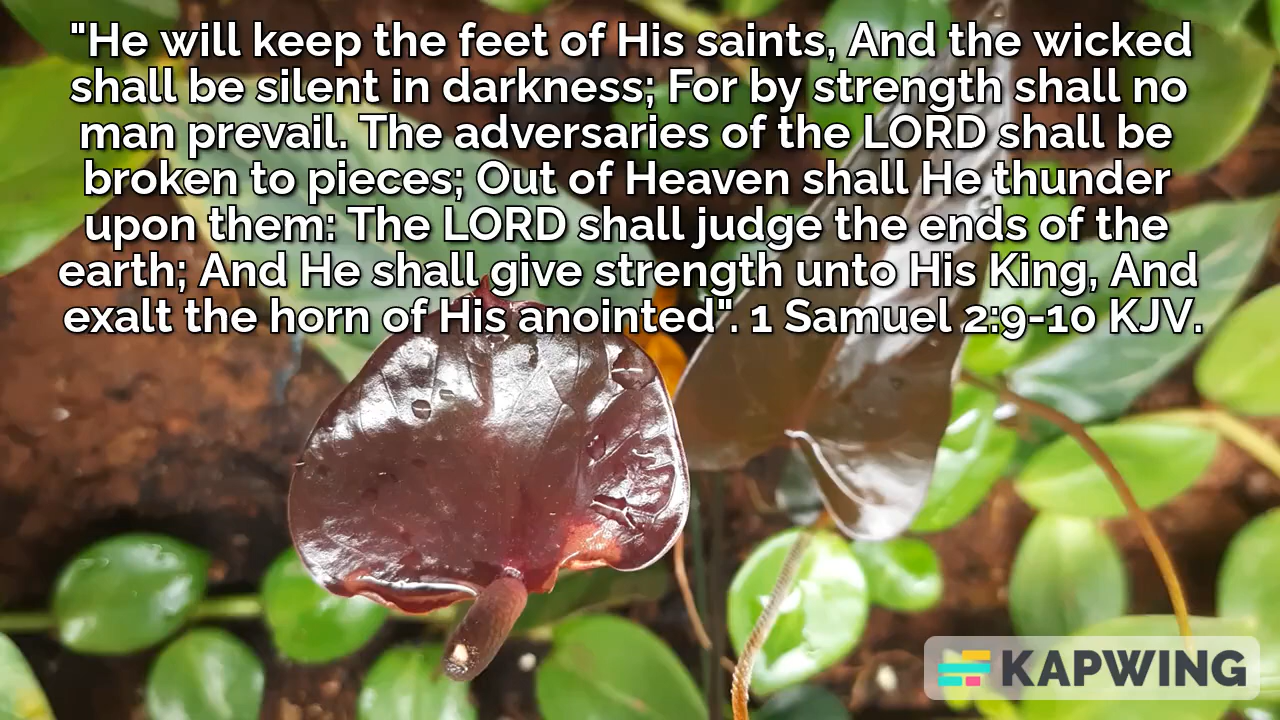 "He will keep the feet of His saints, And the wicked
shall be silent in darkness; For by strength shall no
man prevail. The adversaries of the LORD shall be
broken to pieces; Out of Heaven shall He thunder
upon them: The LORD shall judge the ends of the
earth; And He shall give strength unto His King, And
exalt the horn of His anointed". 1 Samuel 2:9-10 KJV.
KAPWING